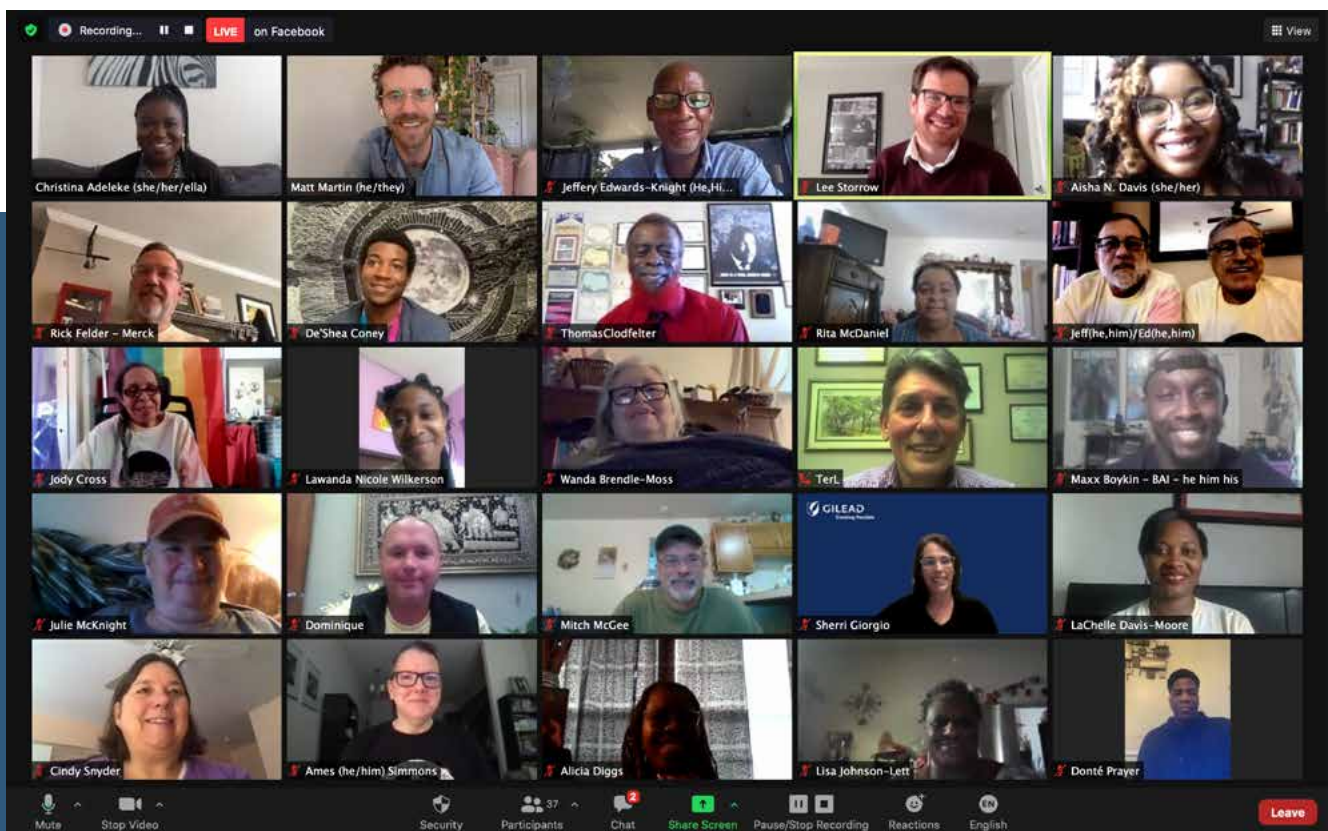 Recording...
LIVE
on Facebook
View
Christina Adeleke (she/her/ella)
Matt Martin (he/they)
Jeffery Edwards-Knight (He,Hi...
Lee Storrow
Aisha N. Davis (she/her)
Rick Felder - Merck
De'Shea Coney
ThomasClodfelter
Rita McDaniel
Jeff(he,him)/Ed(he,him)
Jody Cross
Lawanda Nicole Wilkerson
Wanda Brendle-Moss
TerL
Maxx Boykin - BAI - he him his
GILEAD
Creating Possible
Julie McKnight
Dominique
Mitch McGee
Sherri Giorgio
LaChelle Davis-Moore
Cindy Snyder
Ames (he/him) Simmons
Alicia Diggs
Lisa Johnson-Lett
Donté Prayer
37
2
EN
Mute
Stop Video
Security
Participants
Chat
Share Screen
Pause/Stop Recording
Reactions
English
Leave